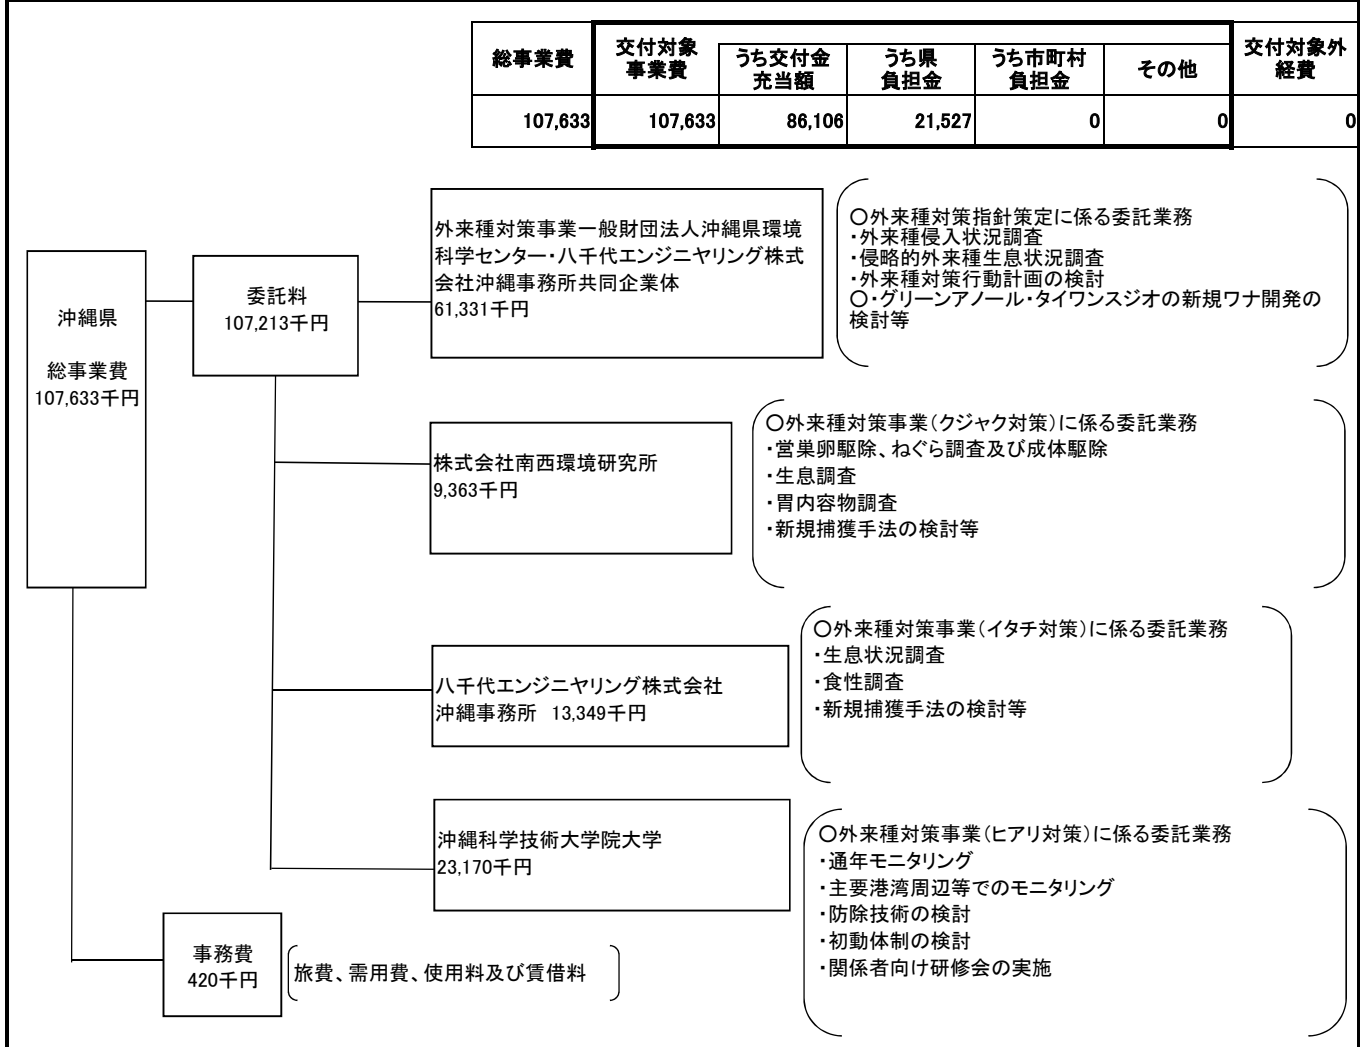 総事業費
交付対象
事業費
うち交付金
充当額
うち県
負担金
うち市町村
負担金
その他
交付対象外
経費
107,633
107,633
86,106
21,527
0
0
0
沖縄県
総事業費
107,633千円
委託料
107,213千円
外来種対策事業一般財団法人沖縄県環境
科学センター・八千代エンジニヤリング株式
会社沖縄事務所共同企業体
61,331千円
〇外来種対策指針策定に係る委託業務
・外来種侵入状況調査
・侵略的外来種生息状況調査
・外来種対策行動計画の検討
〇・グリーンアノール・タイワンスジオの新規ワナ開発の
検討等
株式会社南西環境研究所
9,363千円
〇外来種対策事業（クジャク対策）に係る委託業務
・営巣卵駆除、ねぐら調査及び成体駆除
・生息調査
・胃内容物調査
・新規捕獲手法の検討等
八千代エンジニヤリング株式会社
沖縄事務所 13,349千円
〇外来種対策事業（イタチ対策）に係る委託業務
・生息状況調査
・食性調査
・新規捕獲手法の検討等
沖縄科学技術大学院大学
23,170千円
〇外来種対策事業（ヒアリ対策）に係る委託業務
・通年モニタリング
・主要港湾周辺等でのモニタリング
・防除技術の検討
・初動体制の検討
・関係者向け研修会の実施
事務費
420千円
旅費、需用費、使用料及び賃借料